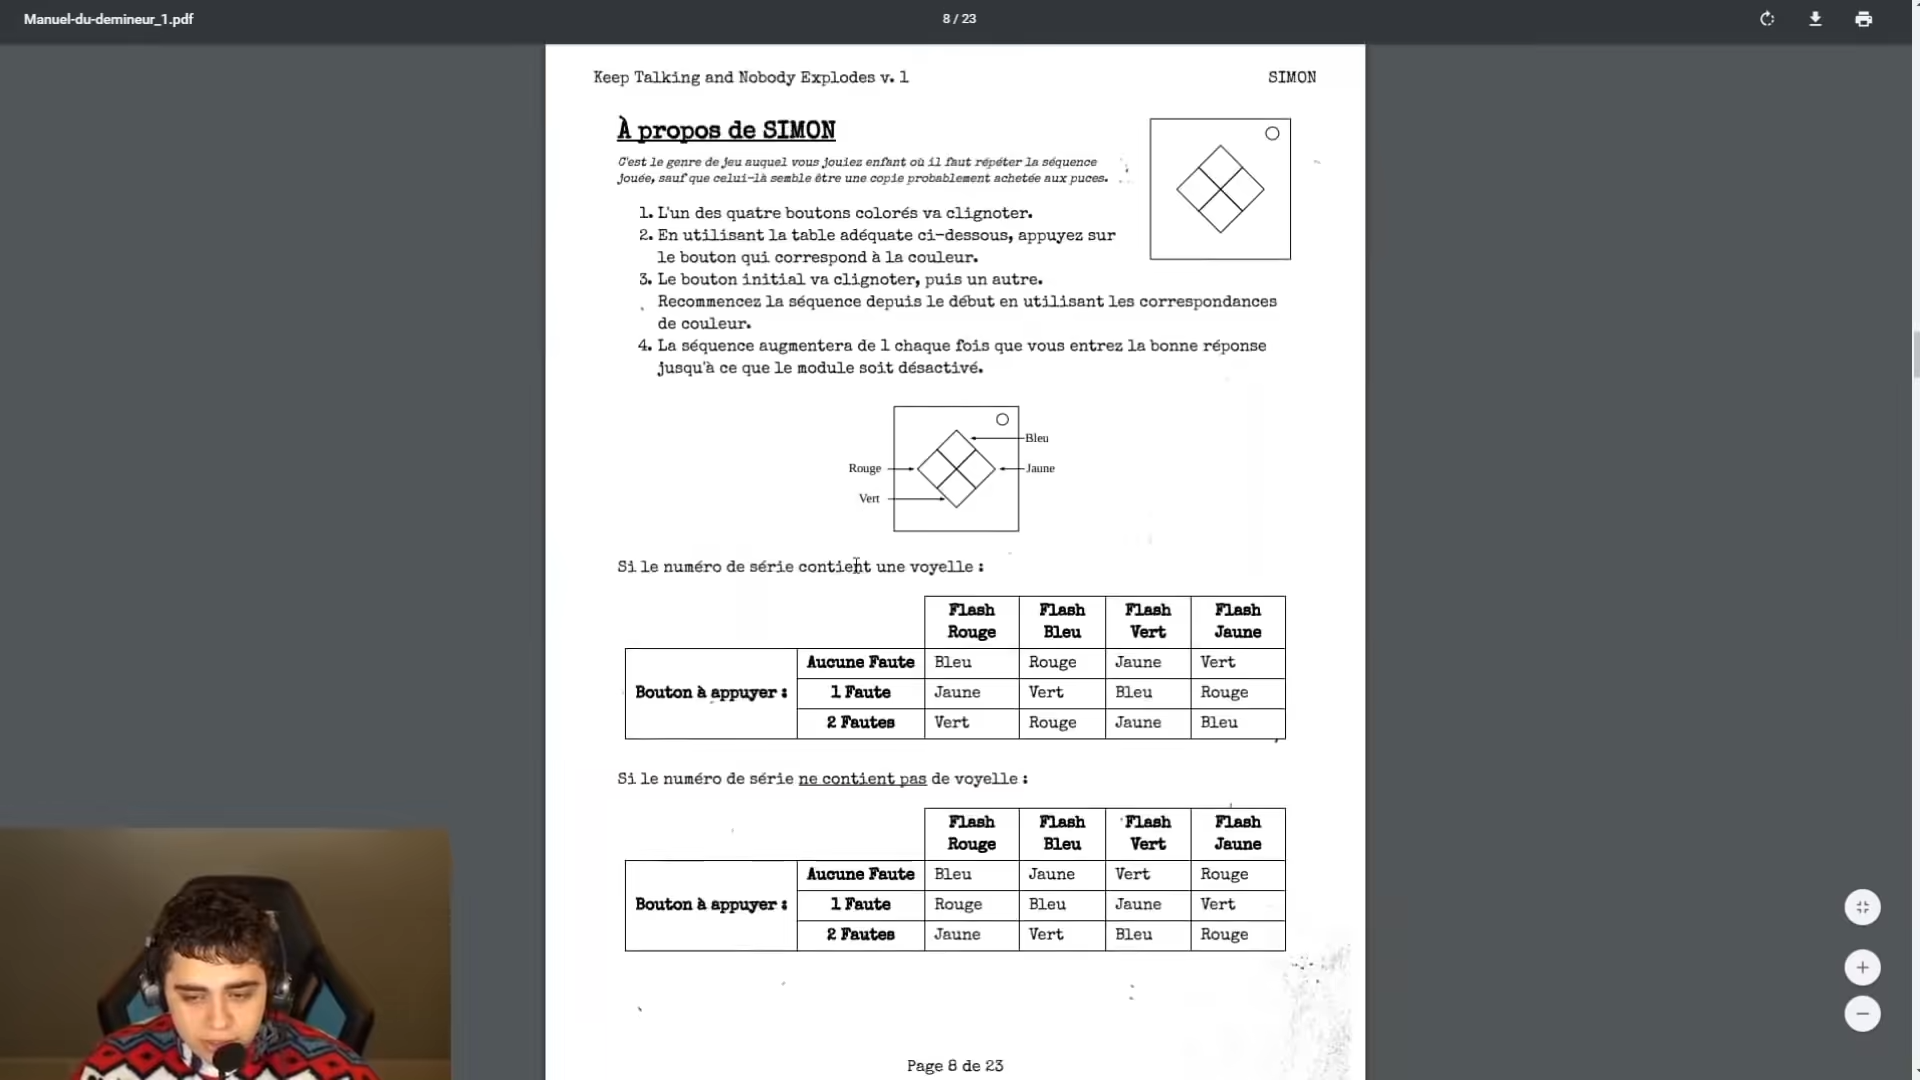 Manuel-du-demineur_1.pdf
8 / 23
Keep Talking and Nobody Explodes v. 1
SIMON
À propos de SIMON
C'est le genre de jeu auquel vous jouiez enfant où il faut répéter la séquence
jouée, sauf que celui-là semble être une copie probablement achetée aux puces.
1. L'un des quatre boutons colorés va clignoter.
2. En utilisant la table adéquate ci-dessous, appuyez sur
le bouton qui correspond à la couleur.
3. Le bouton initial va clignoter, puis un autre.
Recommencez la séquence depuis le début en utilisant les correspondances
de couleur.
4. La séquence augmentera de 1 chaque fois que vous entrez la bonne réponse
jusqu'à ce que le module soit désactivé.
Bleu
Rouge
Jaune
Vert
Si le numéro de série contient une voyelle :
Flash Rouge Flash Bleu Flash Vert Flash Jaune
Aucune Faute Bleu Rouge Jaune Vert
Bouton à appuyer : 1 Faute Jaune Vert Bleu Rouge
2 Fautes Vert Rouge Jaune Bleu
Si le numéro de série ne contient pas de voyelle :
Flash Rouge Flash Bleu Flash Vert Flash Jaune
Aucune Faute Bleu Jaune Vert Rouge
Bouton à appuyer : 1 Faute Rouge Bleu Jaune Vert
2 Fautes Jaune Vert Bleu Rouge
Page 8 de 23